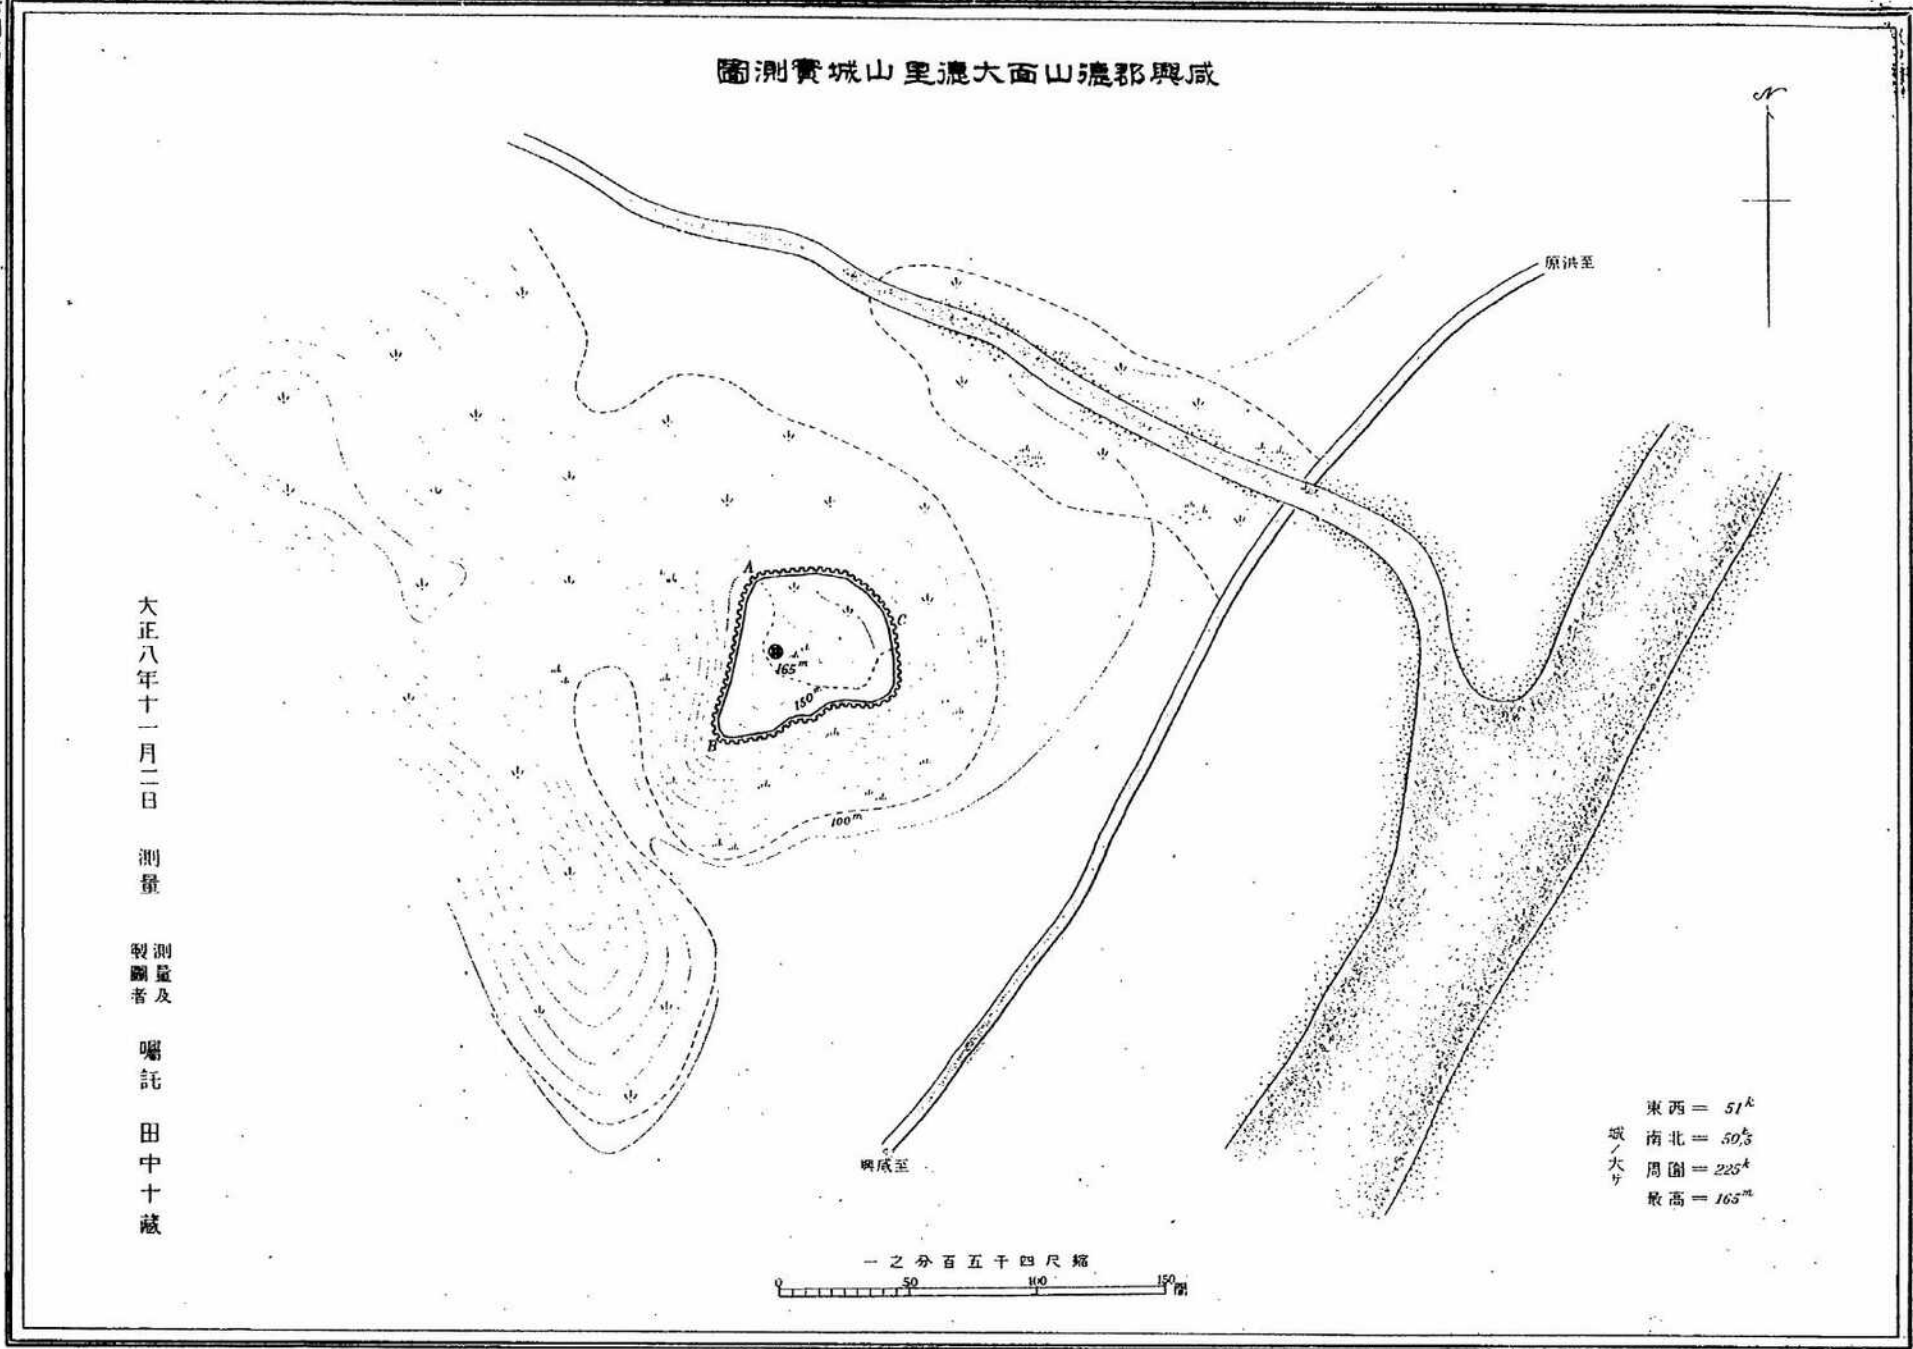 咸興郡德山面大德里山城實測圖
N
至洪原
A
C
165m
150m
B
100m
至咸興
大正八年十一月二日 測量
測量及
製圖者
囑託 田中十藏
城ノ大サ
東西＝51k
南北＝50.5k
周圍＝225k
最高＝165m
縮尺四千五百分之一
0 50 100 150間